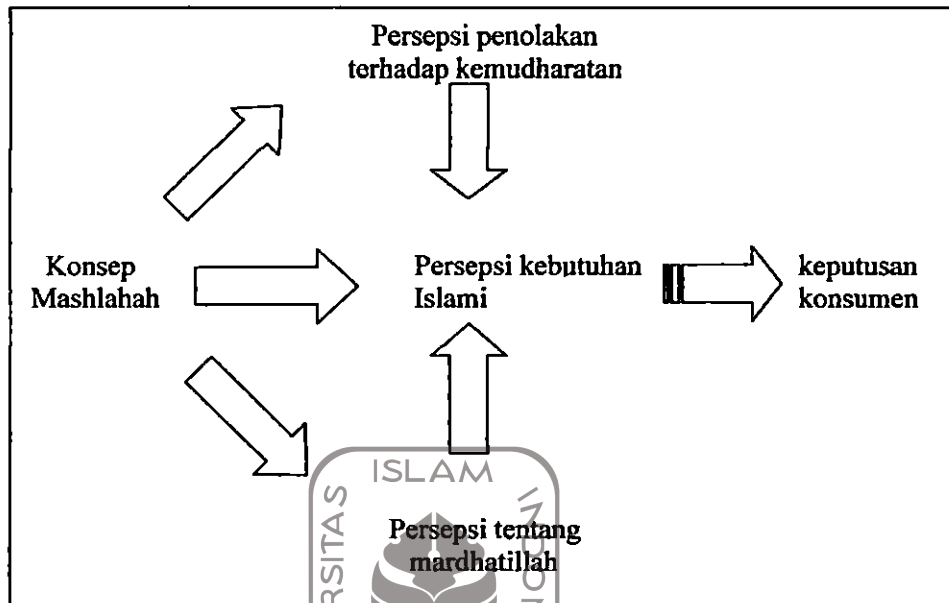 Persepsi penolakan
terhadap kemudharatan
Konsep
Mashlahah
Persepsi kebutuhan
Islami
keputusan
konsumen
ISLAM
Persepsi tentang
mardhatillah